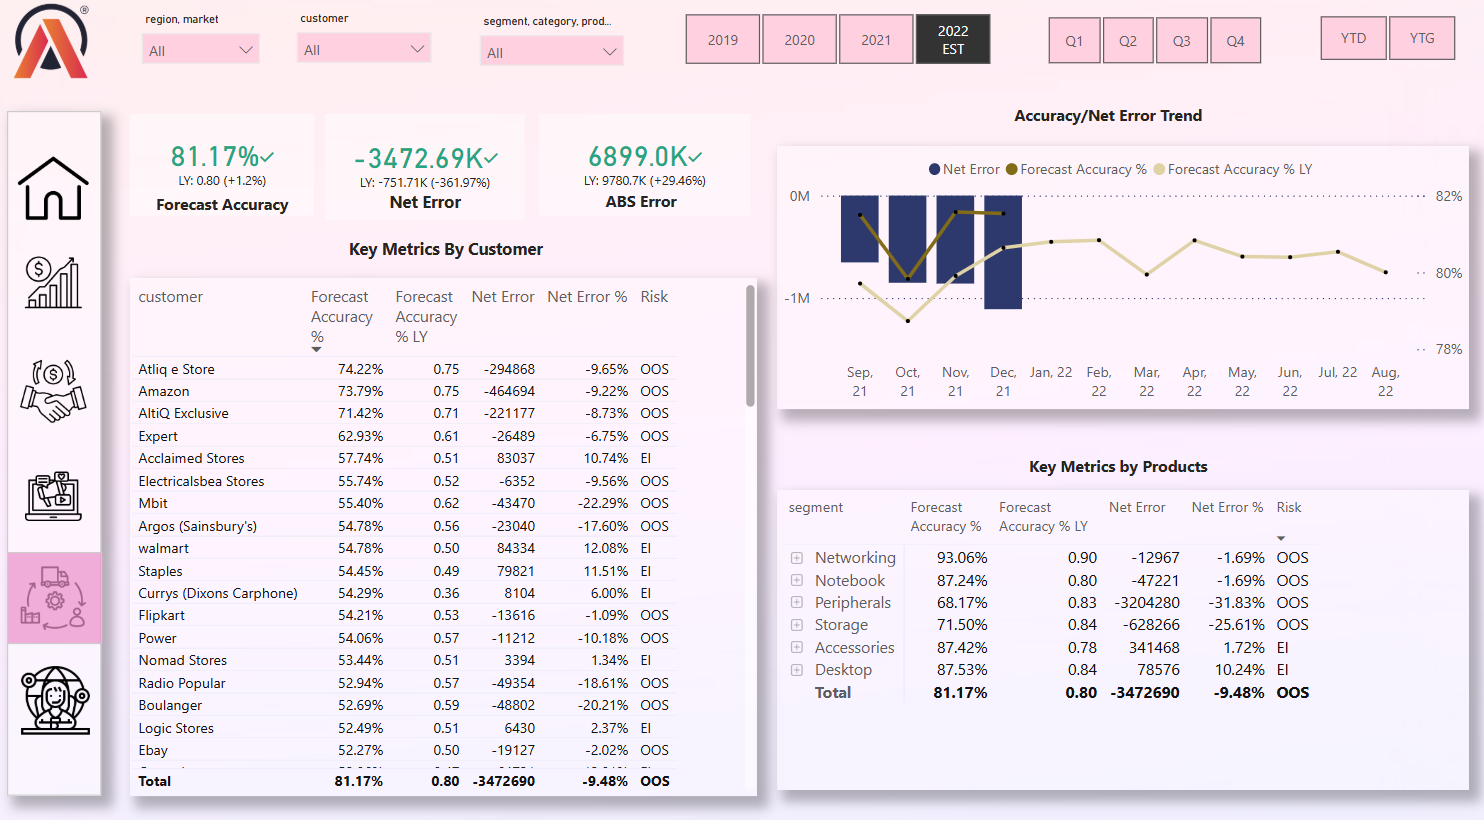 region, market
customer
segment, category, prod...
All
All
All
2019
2020
2021
2022
EST
Q1
Q2
Q3
Q4
YTD
YTG
®
81.17%
LY: 0.80 (+1.2%)
Forecast Accuracy
-3472.69K
LY: -751.71K (-361.97%)
Net Error
6899.0K
LY: 9780.7K (+29.46%)
ABS Error
Key Metrics By Customer
customer Forecast Accuracy % Forecast Accuracy % LY Net Error Net Error % Risk
Atliq e Store 74.22% 0.75 -294868 -9.65% OOS
Amazon 73.79% 0.75 -464694 -9.22% OOS
AltiQ Exclusive 71.42% 0.71 -221177 -8.73% OOS
Expert 62.93% 0.61 -26489 -6.75% OOS
Acclaimed Stores 57.74% 0.51 83037 10.74% EI
Electricalsbea Stores 55.74% 0.52 -6352 -9.56% OOS
Mbit 55.40% 0.62 -43470 -22.29% OOS
Argos (Sainsbury's) 54.78% 0.56 -23040 -17.60% OOS
walmart 54.78% 0.50 84334 12.08% EI
Staples 54.45% 0.49 79821 11.51% EI
Currys (Dixons Carphone) 54.29% 0.36 8104 6.00% EI
Flipkart 54.21% 0.53 -13616 -1.09% OOS
Power 54.06% 0.57 -11212 -10.18% OOS
Nomad Stores 53.44% 0.51 3394 1.34% EI
Radio Popular 52.94% 0.57 -49354 -18.61% OOS
Boulanger 52.69% 0.59 -48802 -20.21% OOS
Logic Stores 52.49% 0.51 6430 2.37% EI
Ebay 52.27% 0.50 -19127 -2.02% OOS
Total 81.17% 0.80 -3472690 -9.48% OOS
Accuracy/Net Error Trend
Net Error Forecast Accuracy % Forecast Accuracy % LY
0M
-1M
82%
80%
78%
Sep, 21 Oct, 21 Nov, 21 Dec, 21 Jan, 22 Feb, 22 Mar, 22 Apr, 22 May, 22 Jun, 22 Jul, 22 Aug, 22
Key Metrics by Products
segment Forecast Accuracy % Forecast Accuracy % LY Net Error Net Error % Risk
Networking 93.06% 0.90 -12967 -1.69% OOS
Notebook 87.24% 0.80 -47221 -1.69% OOS
Peripherals 68.17% 0.83 -3204280 -31.83% OOS
Storage 71.50% 0.84 -628266 -25.61% OOS
Accessories 87.42% 0.78 341468 1.72% EI
Desktop 87.53% 0.84 78576 10.24% EI
Total 81.17% 0.80 -3472690 -9.48% OOS